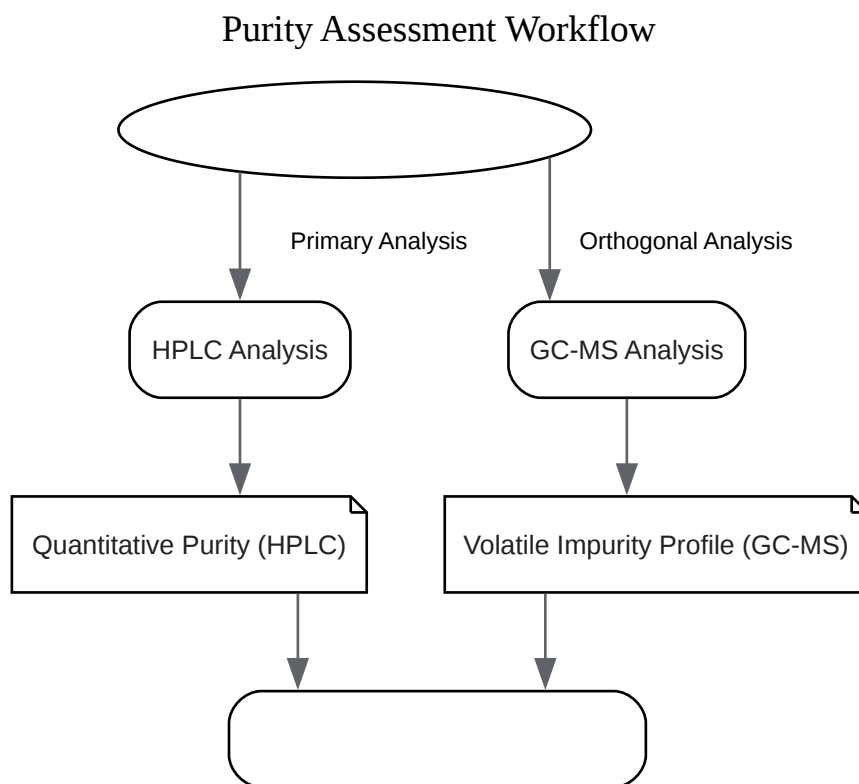 Purity Assessment Workflow
Primary Analysis
Orthogonal Analysis
HPLC Analysis
GC-MS Analysis
Quantitative Purity (HPLC)
Volatile Impurity Profile (GC-MS)